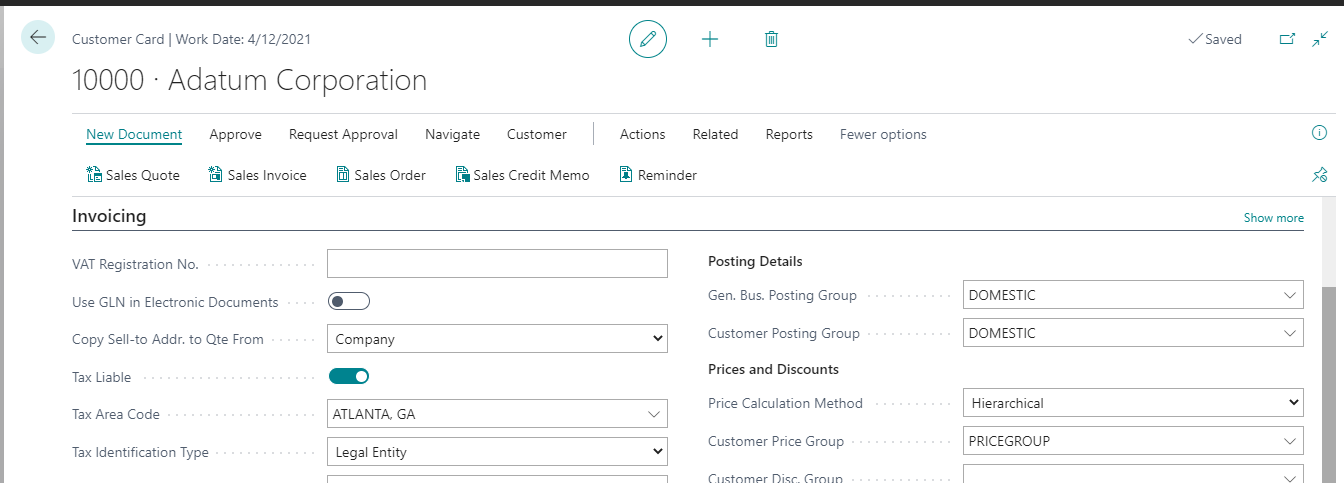 Customer Card | Work Date: 4/12/2021
Saved
10000 · Adatum Corporation
New Document Approve Request Approval Navigate Customer Actions Related Reports Fewer options
Sales Quote Sales Invoice Sales Order Sales Credit Memo Reminder
Invoicing
Show more
VAT Registration No.
Use GLN in Electronic Documents
Copy Sell-to Addr. to Qte From Company
Tax Liable
Tax Area Code ATLANTA, GA
Tax Identification Type Legal Entity
Posting Details
Gen. Bus. Posting Group DOMESTIC
Customer Posting Group DOMESTIC
Prices and Discounts
Price Calculation Method Hierarchical
Customer Price Group PRICEGROUP
Customer Disc. Group